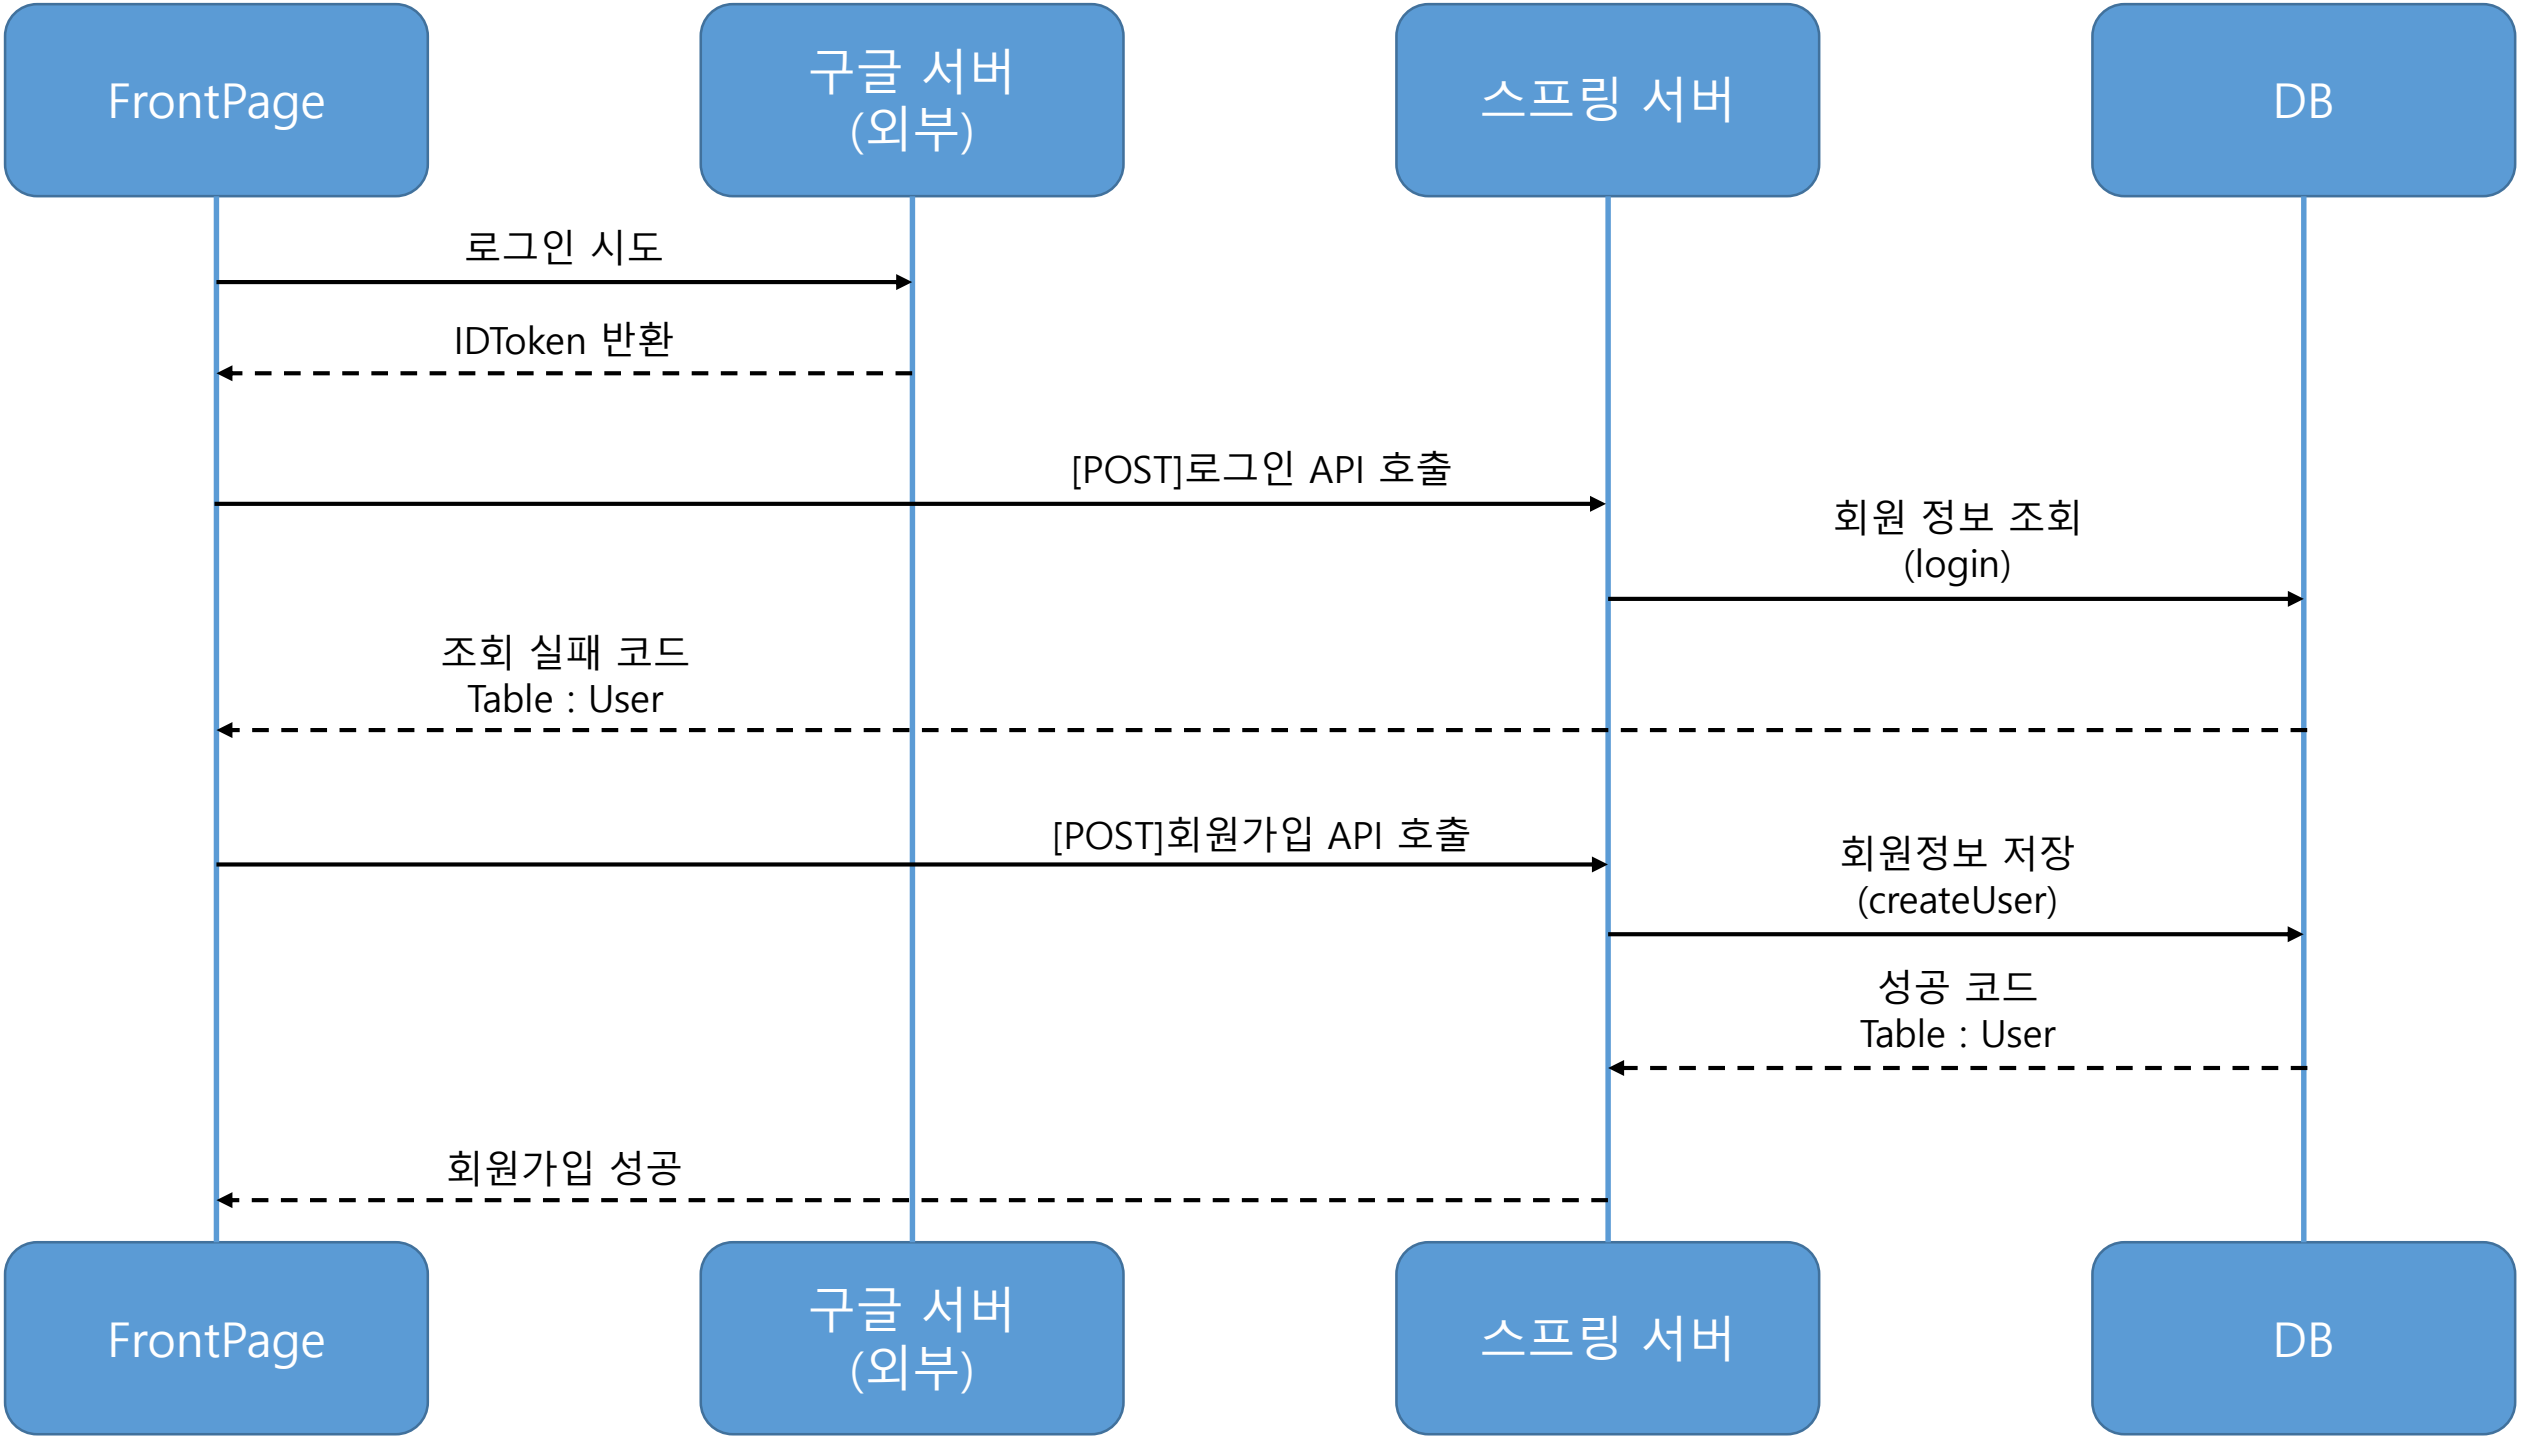 FrontPage
구글 서버
(외부)
스프링 서버
DB
로그인 시도
IDToken 반환
[POST]로그인 API 호출
회원 정보 조회
(login)
조회 실패 코드
Table : User
[POST]회원가입 API 호출
회원정보 저장
(createUser)
성공 코드
Table : User
회원가입 성공
FrontPage
구글 서버
(외부)
스프링 서버
DB